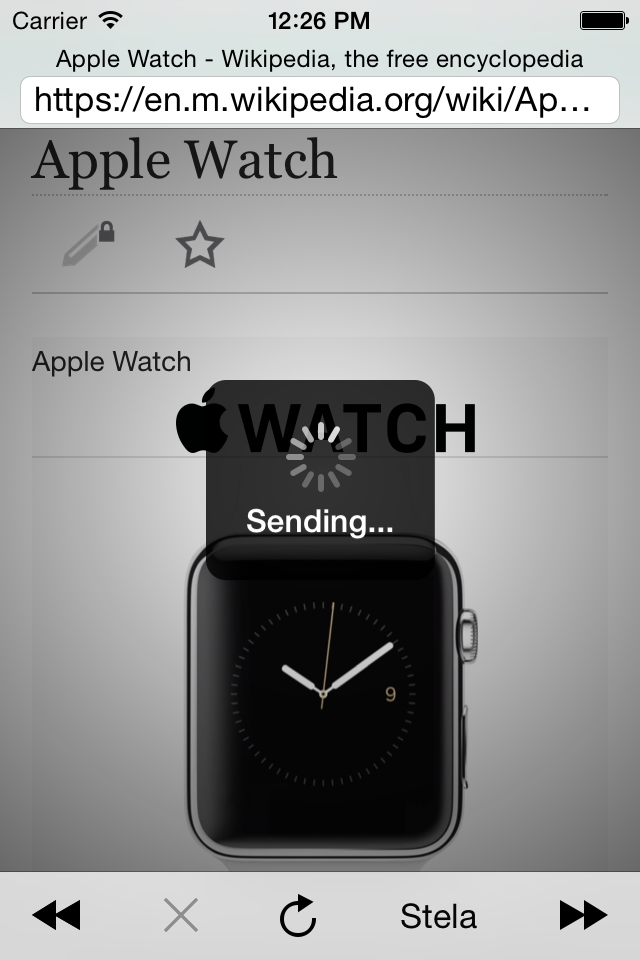 Carrier 12:26 PM
Apple Watch - Wikipedia, the free encyclopedia
https://en.m.wikipedia.org/wiki/Ap...
Apple Watch
Apple Watch
WATCH
Sending...
9
Stela